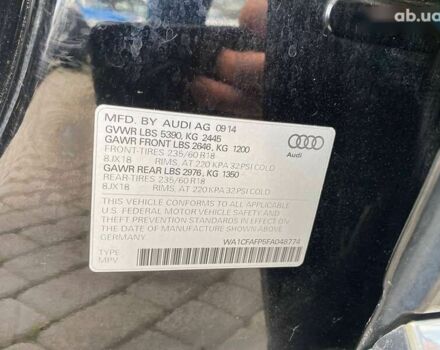 ab.ua
MFD. BY AUDI AG 09 14
GVWR LBS 5390, KG 2445
GAWR FRONT LBS 2646, KG 1200
FRONT-TIRES 235/60 R18
8JX18 RIMS, AT 220 KPA 32 PSI COLD
GAWR REAR LBS 2976, KG 1350
REAR-TIRES 235/60 R18
8JX18 RIMS, AT 220 KPA 32 PSI COLD
Audi
THIS VEHICLE CONFORMS TO ALL APPLICABLE
U.S. FEDERAL MOTOR VEHICLE SAFETY AND
THEFT PREVENTION STANDARDS IN EFFECT ON
THE DATE OF MANUFACTURE SHOWN ABOVE
GERMANY
WA1CFAFP5FA048774
TYPE
MPV